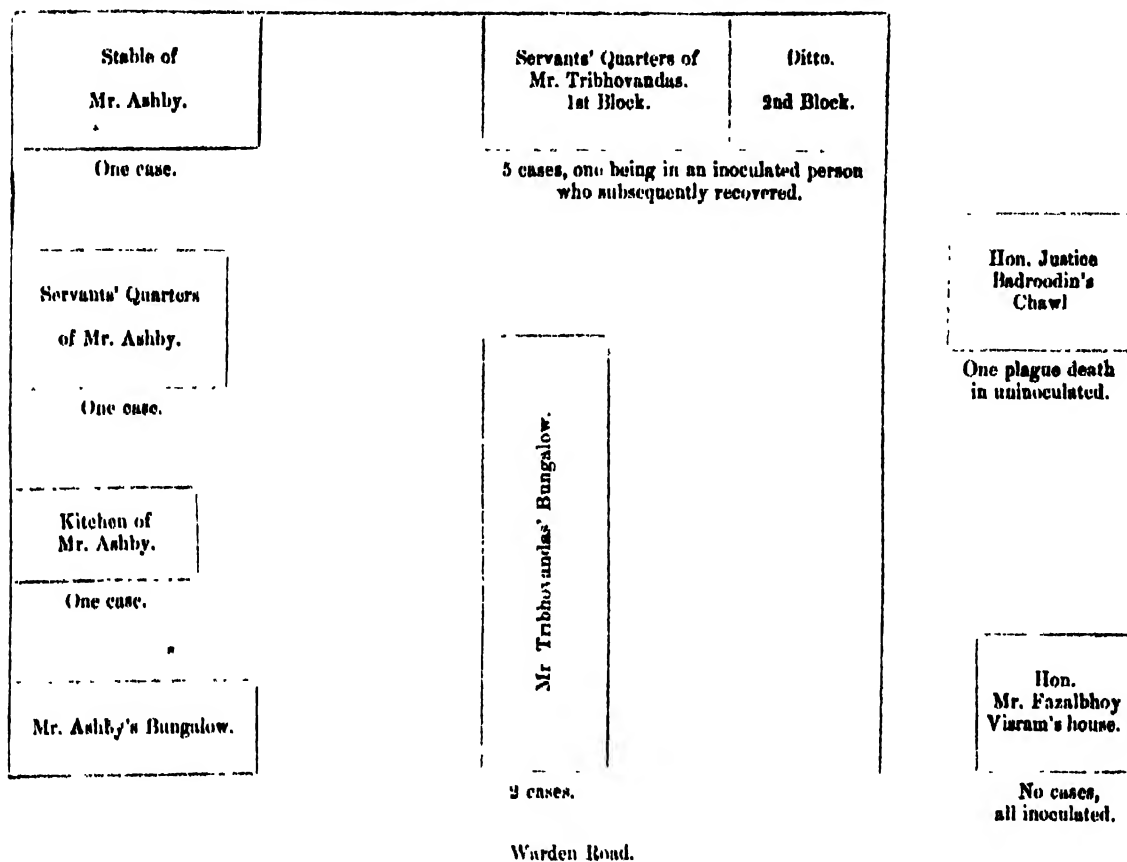 Stable of
Mr. Ashby.
One case.
Servants' Quarters of
Mr. Tribhovandas.
1st Block.
Ditto.
2nd Block.
5 cases, one being in an inoculated person
who subsequently recovered.
Servants' Quarters
of Mr. Ashby.
One case.
Hon. Justice
Badroodin's
Chawl
One plague death
in uninoculated.
Kitchen of
Mr. Ashby.
One case.
Mr Tribhovandas' Bungalow.
2 cases.
Mr. Ashby's Bungalow.
Hon.
Mr. Fazalbhoy
Visram's house.
No cases,
all inoculated.
Warden Road.